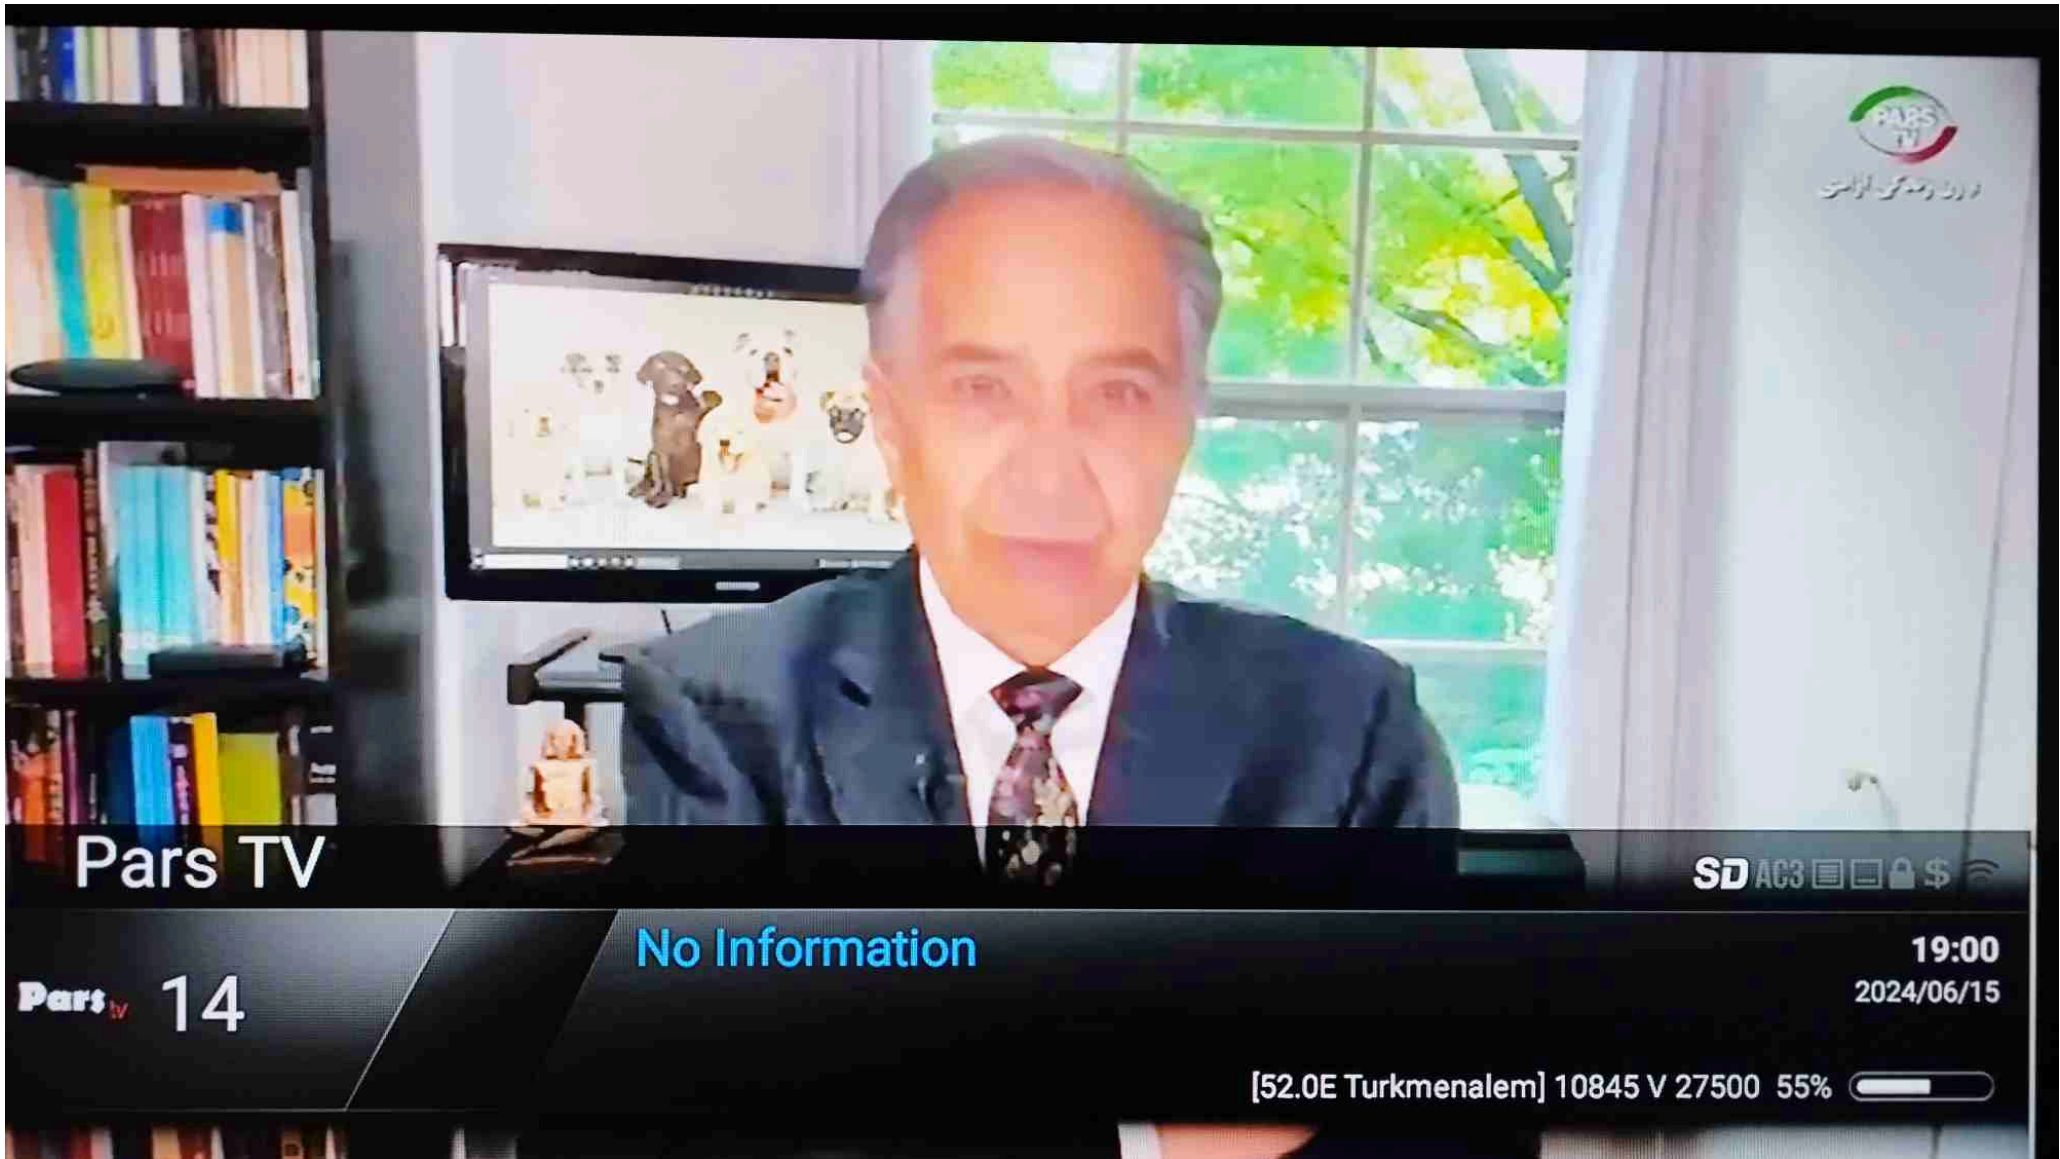 PARS
TV
Pars TV
SD AC3 $
No Information
19:00
Pars tv 14
2024/06/15
[52.0E Turkmenalem] 10845 V 27500 55%